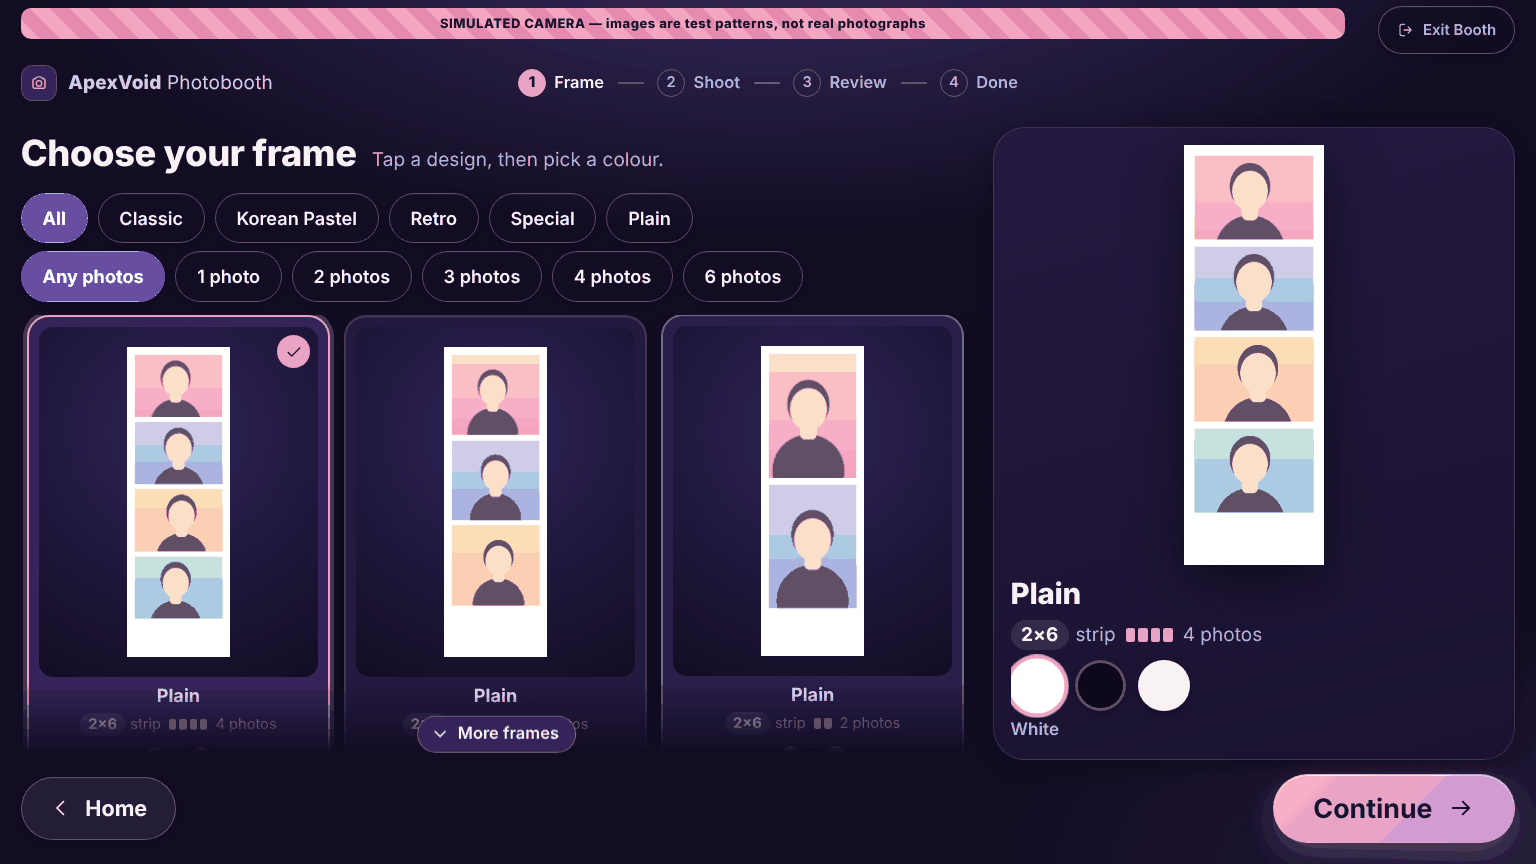 SIMULATED CAMERA — images are test patterns, not real photographs
Exit Booth
ApexVoid Photobooth
1 Frame 2 Shoot 3 Review 4 Done
Choose your frame Tap a design, then pick a colour.
All Classic Korean Pastel Retro Special Plain
Any photos 1 photo 2 photos 3 photos 4 photos 6 photos
Plain Plain Plain
2×6 strip 4 photos
2×6 strip 2 photos
More frames
Plain
2×6 strip 4 photos
White
Home
Continue